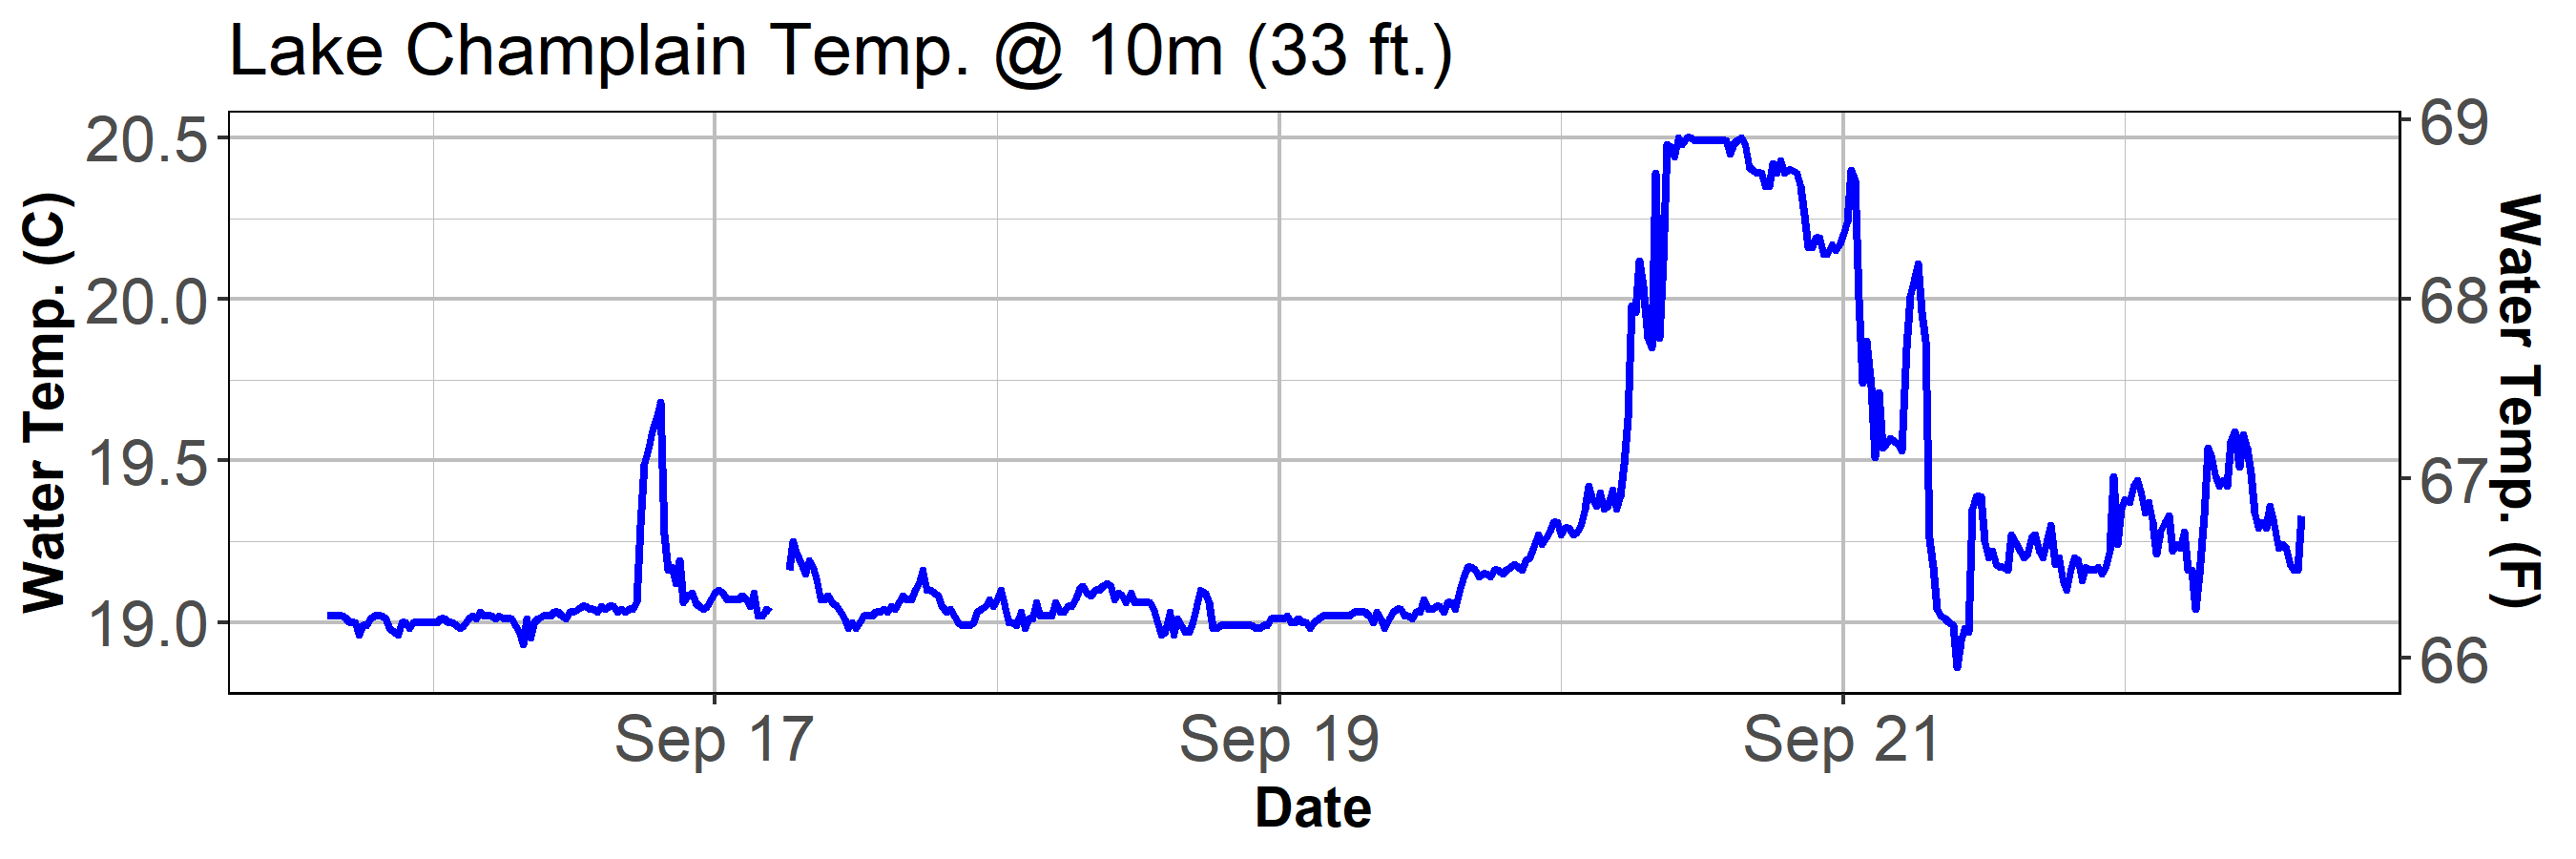 Lake Champlain Temp. @ 10m (33 ft.)
Water Temp. (C)
20.5
20.0
19.5
19.0
69
68
67
66
Water Temp. (F)
Sep 17 Sep 19 Sep 21
Date